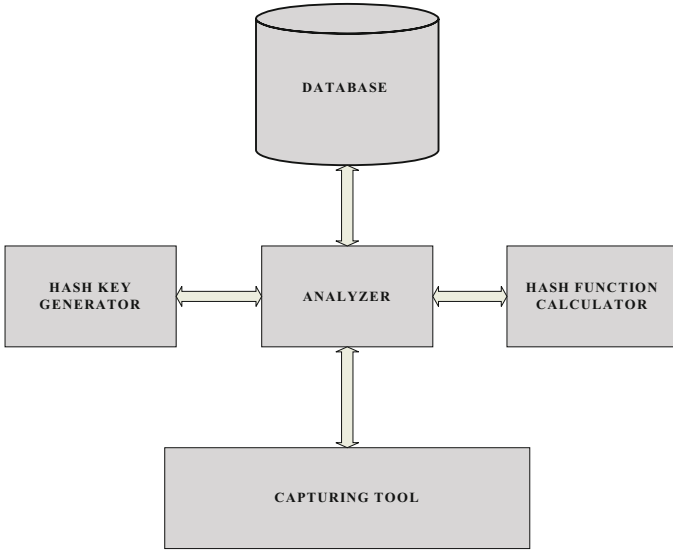 DATABASE
HASH KEY
GENERATOR
ANALYZER
HASH FUNCTION
CALCULATOR
CAPTURING TOOL